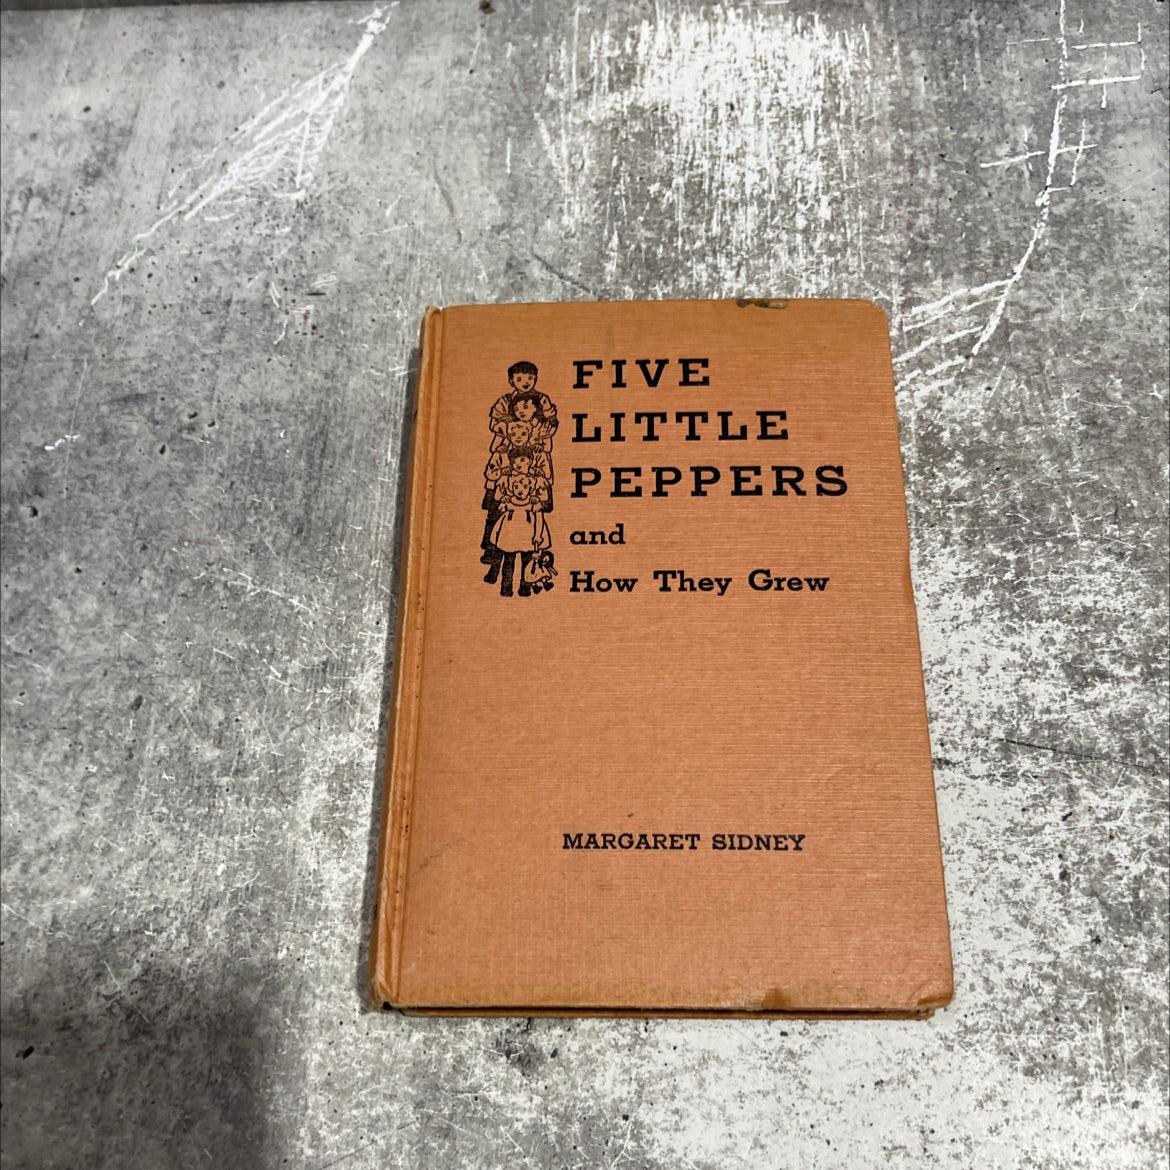 FIVE
LITTLE
PEPPERS
and
How They Grew
MARGARET SIDNEY